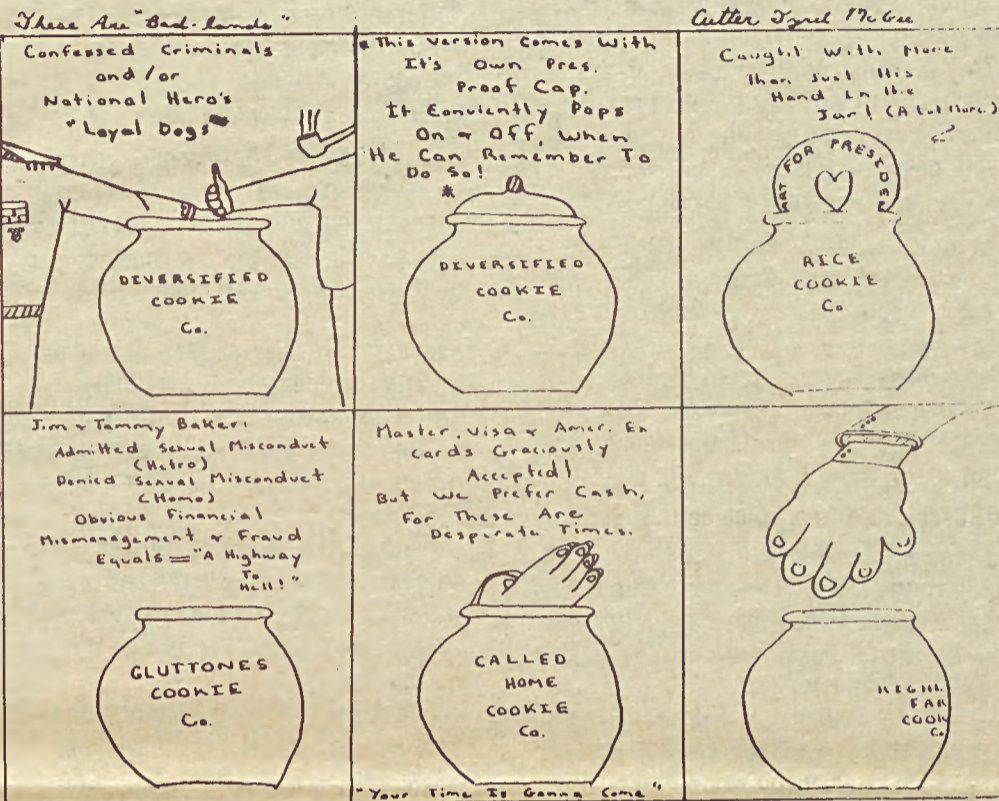 These Are "Bad-lands"
Cutter Tyrel McGee
Confessed Criminals
and/or
National Hero's
"Loyal Dogs"
DIVERSIFIED
COOKIE
Co.
*This Version Comes With
It's Own Pres.
Proof Cap.
It Conviently Pops
On & Off, When
He Can Remember To
Do So!
*
DIVERSIFIED
COOKIE
Co.
Caught With More
Than Just His
Hand In the
Jar! (A Lot More.)
ART FOR PRESIDENT
RICE
COOKIE
Co
Jim & Tammy Baker:
Admitted Sexual Misconduct
(Hetro)
Denied Sexual Misconduct
(Homo)
Obvious Financial
Mismanagement & Fraud
Equals = "A Highway
To
Hell!"
GLUTTONES
COOKIE
Co.
Master, Visa & Amer. Ex
Cards Graciously
Accepted!
But We Prefer Cash,
For These Are
Desperate Times.
CALLED
HOME
COOKIE
Co.
"Your Time Is Gonna Come"
FAR
COOK
Co.